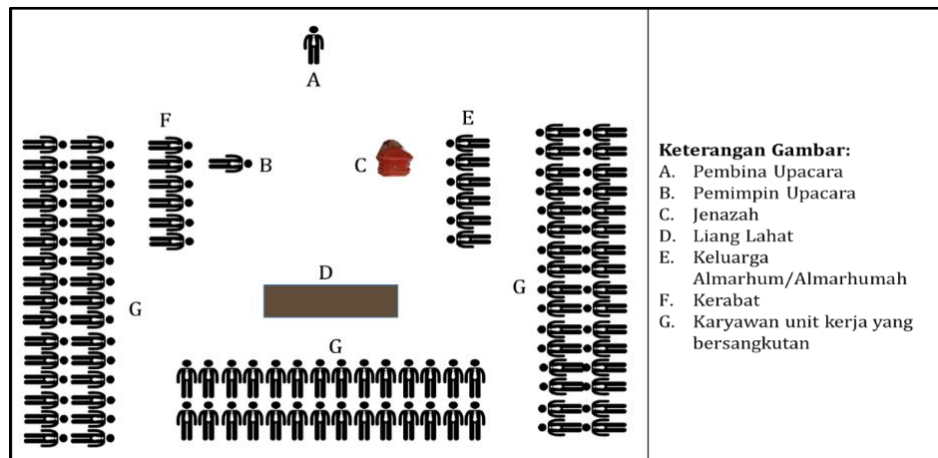 A
F
E
B
C
D
G
G
G
Keterangan Gambar:
A. Pembina Upacara
B. Pemimpin Upacara
C. Jenazah
D. Liang Lahat
E. Keluarga
Almarhum/Almarhumah
F. Kerabat
G. Karyawan unit kerja yang
bersangkutan